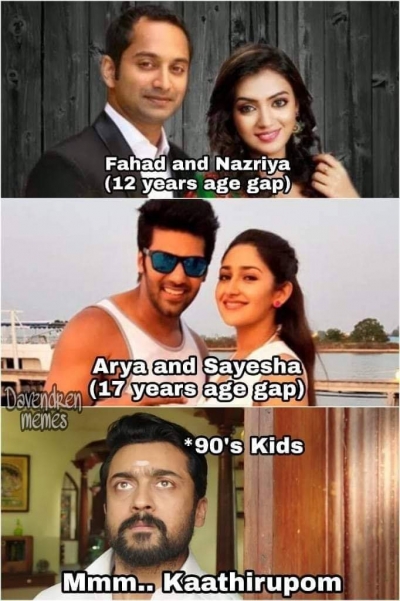 Fahad and Nazriya
(12 years age gap)
Arya and Sayesha
(17 years age gap)
Davendren
memes
*90's Kids
Mmm.. Kaathirupom